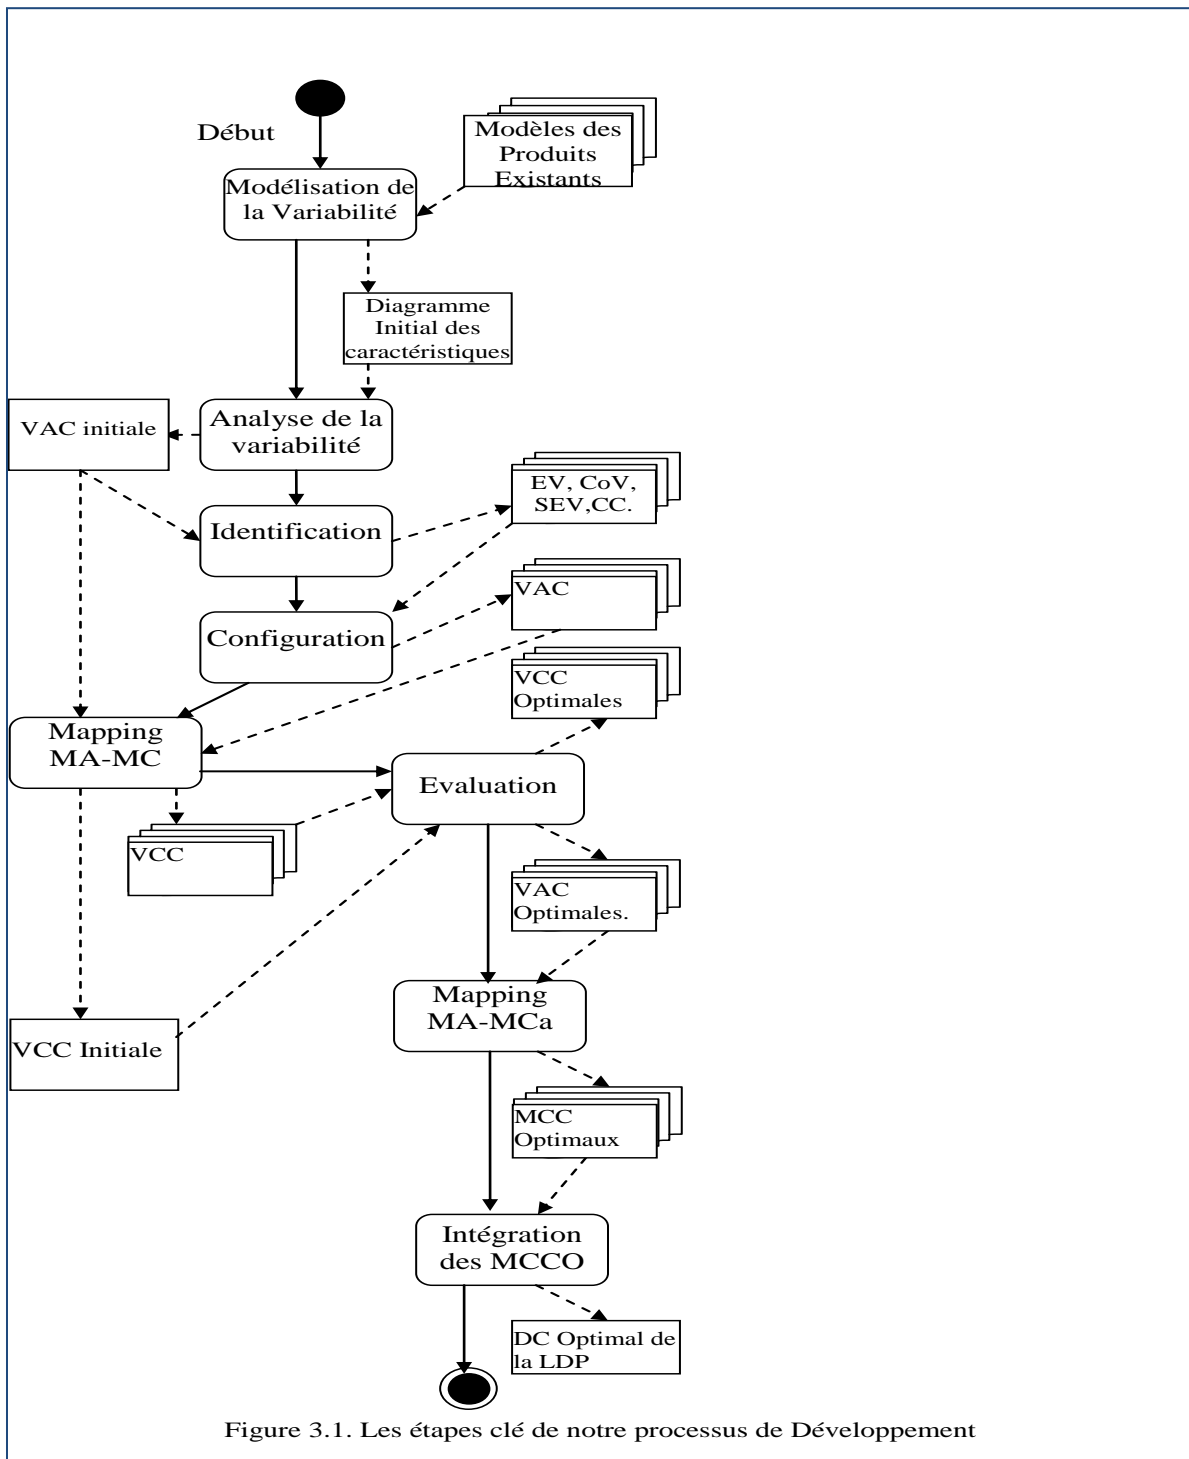 Début
Modèles des
Produits
Existants
Modélisation de
la Variabilité
Diagramme
Initial des
caractéristiques
VAC initiale
Analyse de la
variabilité
EV, CoV,
SEV,CC.
Identification
VAC
Configuration
VCC
Optimales
Mapping
MA-MC
Evaluation
VCC
VAC
Optimales.
Mapping
MA-MCa
VCC Initiale
MCC
Optimaux
Intégration
des MCCO
DC Optimal de
la LDP
Figure 3.1. Les étapes clé de notre processus de Développement